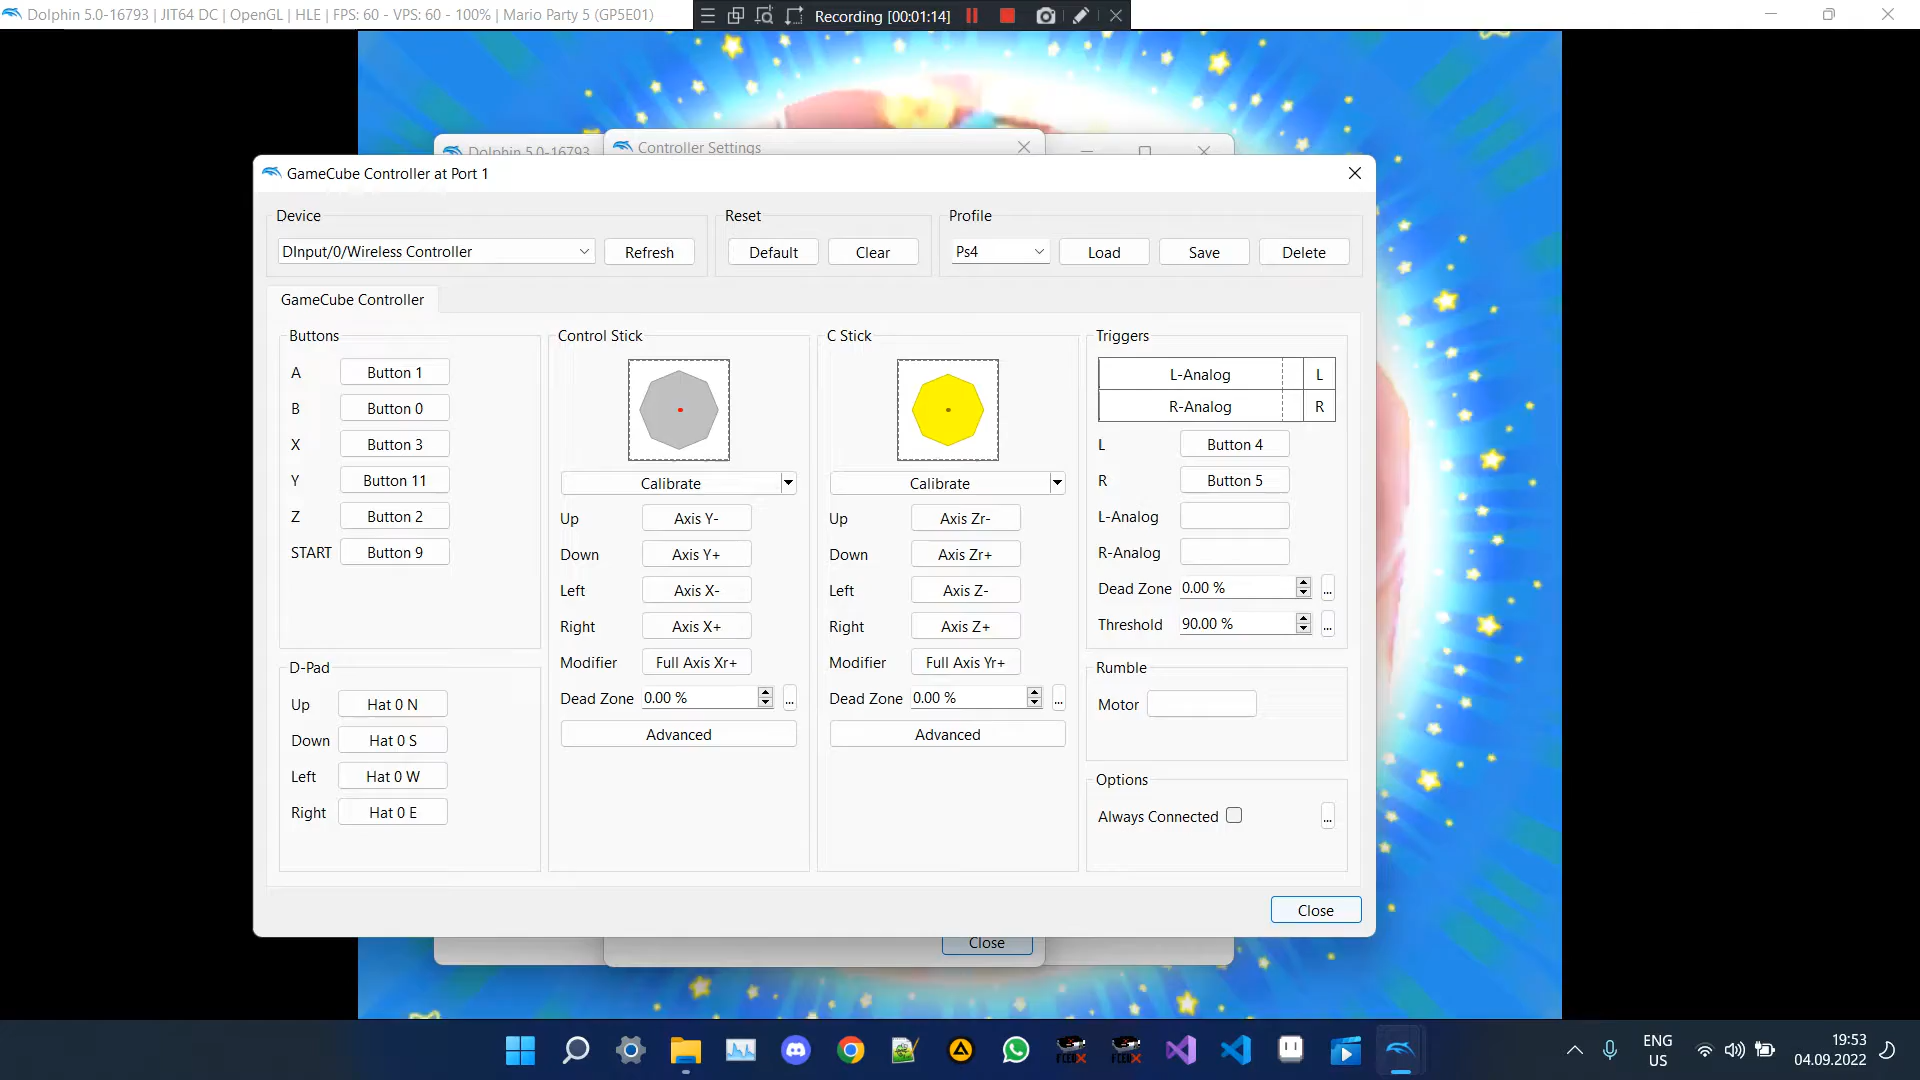 Dolphin 5.0-16793 | JIT64 DC | OpenGL | HLE | FPS: 60 - VPS: 60 - 100% | Mario Party 5 (GP5E01)
Recording [00:01:14]
Dolphin 5.0-16793
Controller Settings
GameCube Controller at Port 1
Device
Reset
Profile
DInput/0/Wireless Controller
Refresh
Default
Clear
Ps4
Load
Save
Delete
GameCube Controller
Buttons
A Button 1
B Button 0
X Button 3
Y Button 11
Z Button 2
START Button 9
D-Pad
Up Hat 0 N
Down Hat 0 S
Left Hat 0 W
Right Hat 0 E
Control Stick
Calibrate
Up Axis Y-
Down Axis Y+
Left Axis X-
Right Axis X+
Modifier Full Axis Xr+
Dead Zone 0.00 % ...
Advanced
C Stick
Calibrate
Up Axis Zr-
Down Axis Zr+
Left Axis Z-
Right Axis Z+
Modifier Full Axis Yr+
Dead Zone 0.00 % ...
Advanced
Triggers
L-Analog L
R-Analog R
L Button 4
R Button 5
L-Analog
R-Analog
Dead Zone 0.00 % ...
Threshold 90.00 % ...
Rumble
Motor
Options
Always Connected ...
Close
Close
FCEUX
FCEUX
ENG
US
19:53
04.09.2022